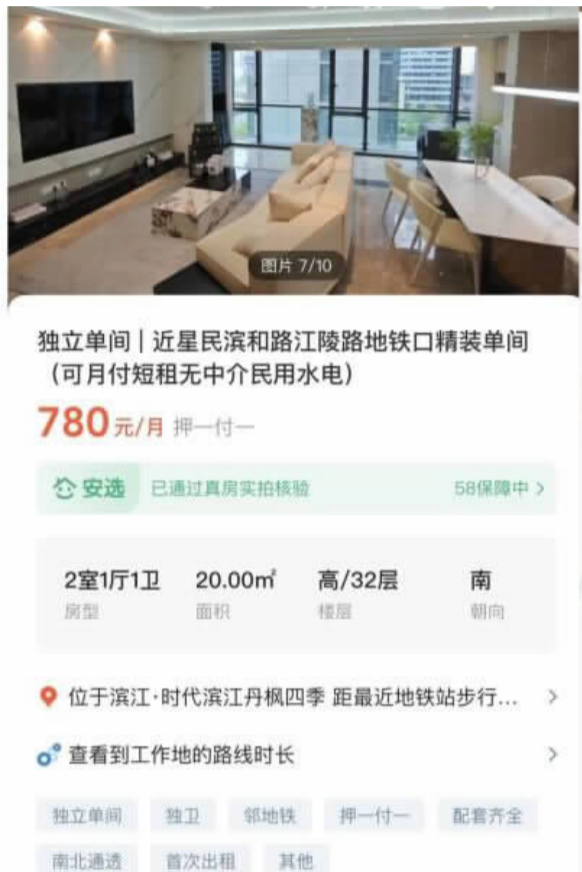 图片 7/10
独立单间 | 近星民滨和路江陵路地铁口精装单间
（可月付短租无中介民用水电）
780元/月 押一付一
安选 已通过真房实拍核验 58保障中
2室1厅1卫 20.00㎡ 高/32层 南
房型 面积 楼层 朝向
位于滨江·时代滨江丹枫四季 距最近地铁站步行...
查看到工作地的路线时长
独立单间 独卫 邻地铁 押一付一 配套齐全
南北通透 首次出租 其他